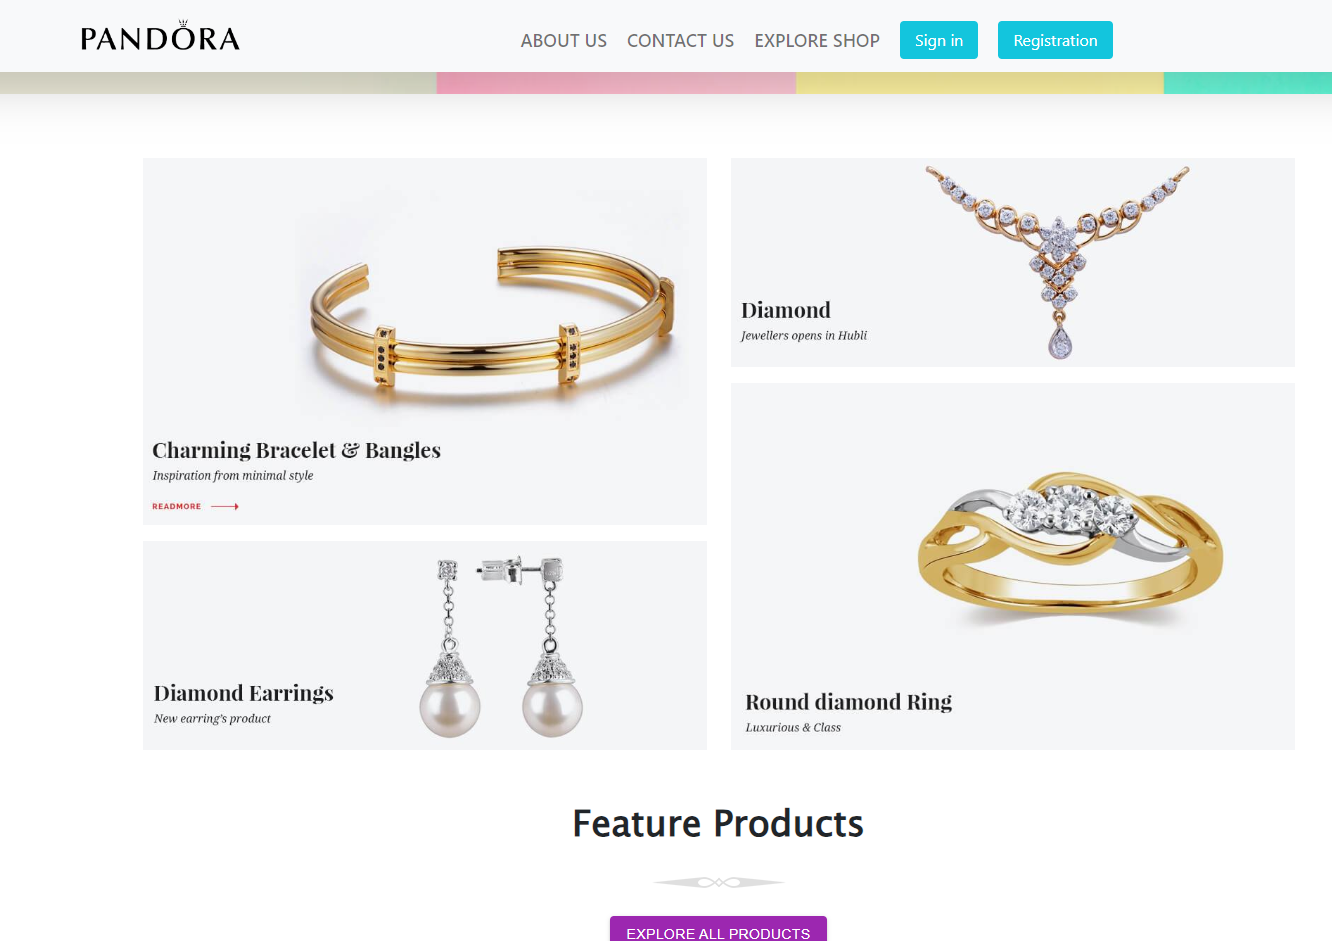 PANDORA
ABOUT US
CONTACT US
EXPLORE SHOP
Sign in
Registration
Charming Bracelet & Bangles
Inspiration from minimal style
READMORE
Diamond
Jewellers opens in Hubli
Diamond Earrings
New earring's product
Round diamond Ring
Luxurious & Class
Feature Products
EXPLORE ALL PRODUCTS